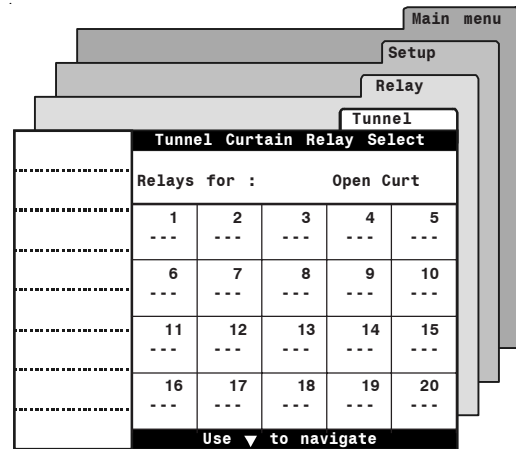 Main menu
Setup
Relay
Tunnel
Tunnel Curtain Relay Select
Relays for : Open Curt
1 2 3 4 5
--- --- --- --- ---
6 7 8 9 10
--- --- --- --- ---
11 12 13 14 15
--- --- --- --- ---
16 17 18 19 20
--- --- --- --- ---
Use ▼ to navigate